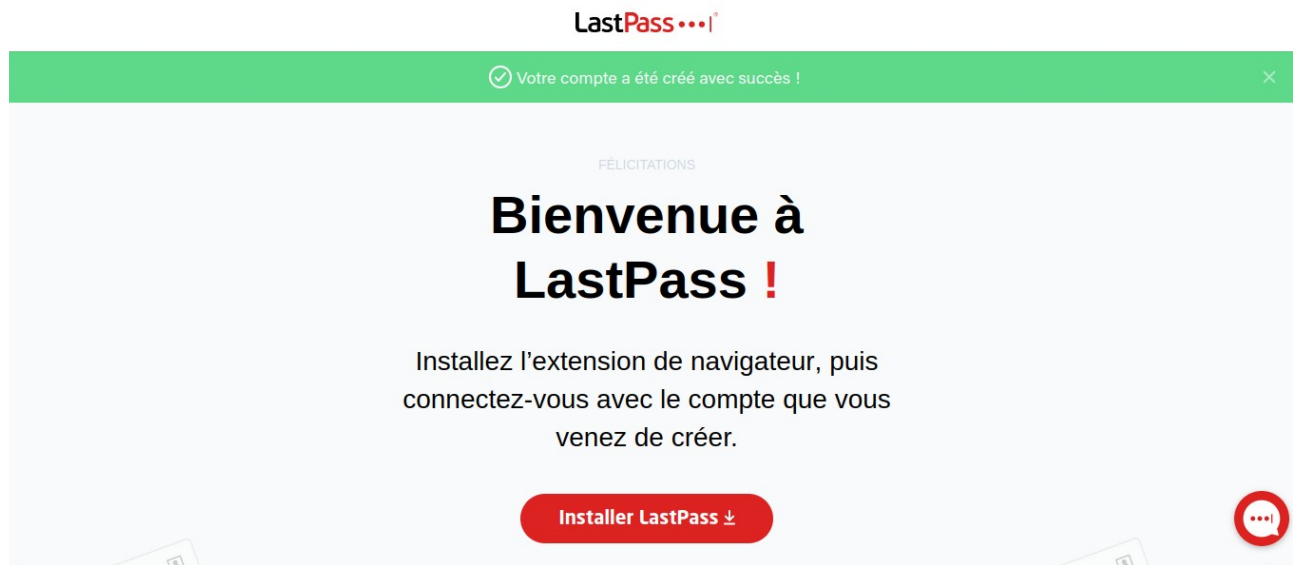 LastPass
Votre compte a été créé avec succès !
FÉLICITATIONS
Bienvenue à
LastPass !
Installez l’extension de navigateur, puis
connectez-vous avec le compte que vous
venez de créer.
Installer LastPass